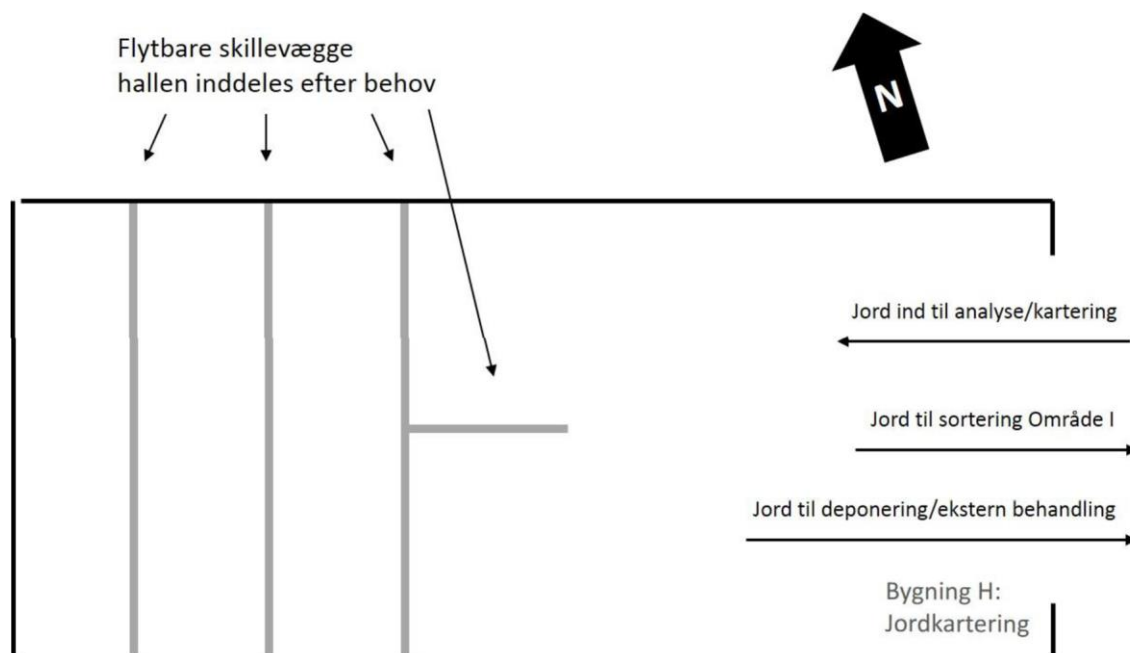 Flytbare skillevægge
hallen inddeles efter behov
N
Jord ind til analyse/kartering
Jord til sortering Område I
Jord til deponering/ekstern behandling
Bygning H:
Jordkartering